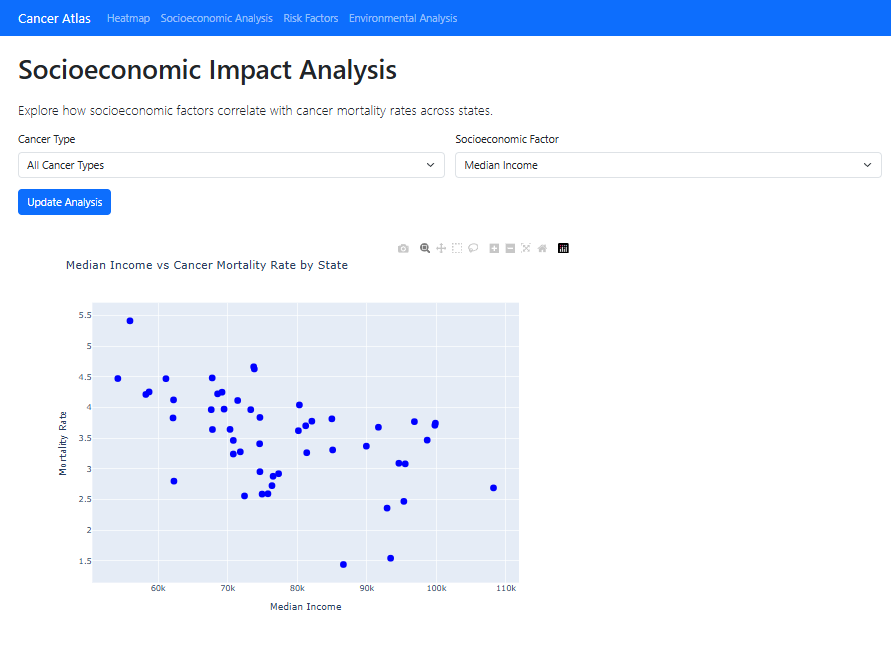 Cancer Atlas Heatmap Socioeconomic Analysis Risk Factors Environmental Analysis
Socioeconomic Impact Analysis
Explore how socioeconomic factors correlate with cancer mortality rates across states.
Cancer Type Socioeconomic Factor
All Cancer Types Median Income
Update Analysis
Median Income vs Cancer Mortality Rate by State
5.5
5
4.5
4
3.5
3
2.5
2
1.5
Mortality Rate
60k 70k 80k 90k 100k 110k
Median Income